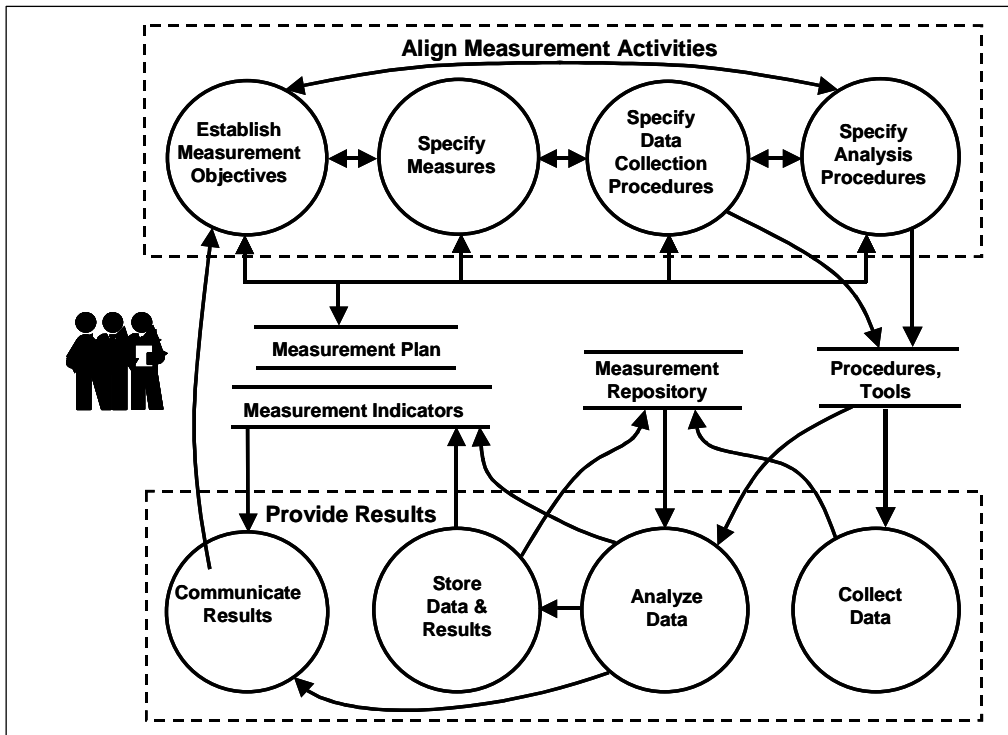 Align Measurement Activities
Establish
Measurement
Objectives
Specify
Measures
Specify
Data
Collection
Procedures
Specify
Analysis
Procedures
Measurement Plan
Measurement Indicators
Measurement
Repository
Procedures,
Tools
Provide Results
Communicate
Results
Store
Data &
Results
Analyze
Data
Collect
Data